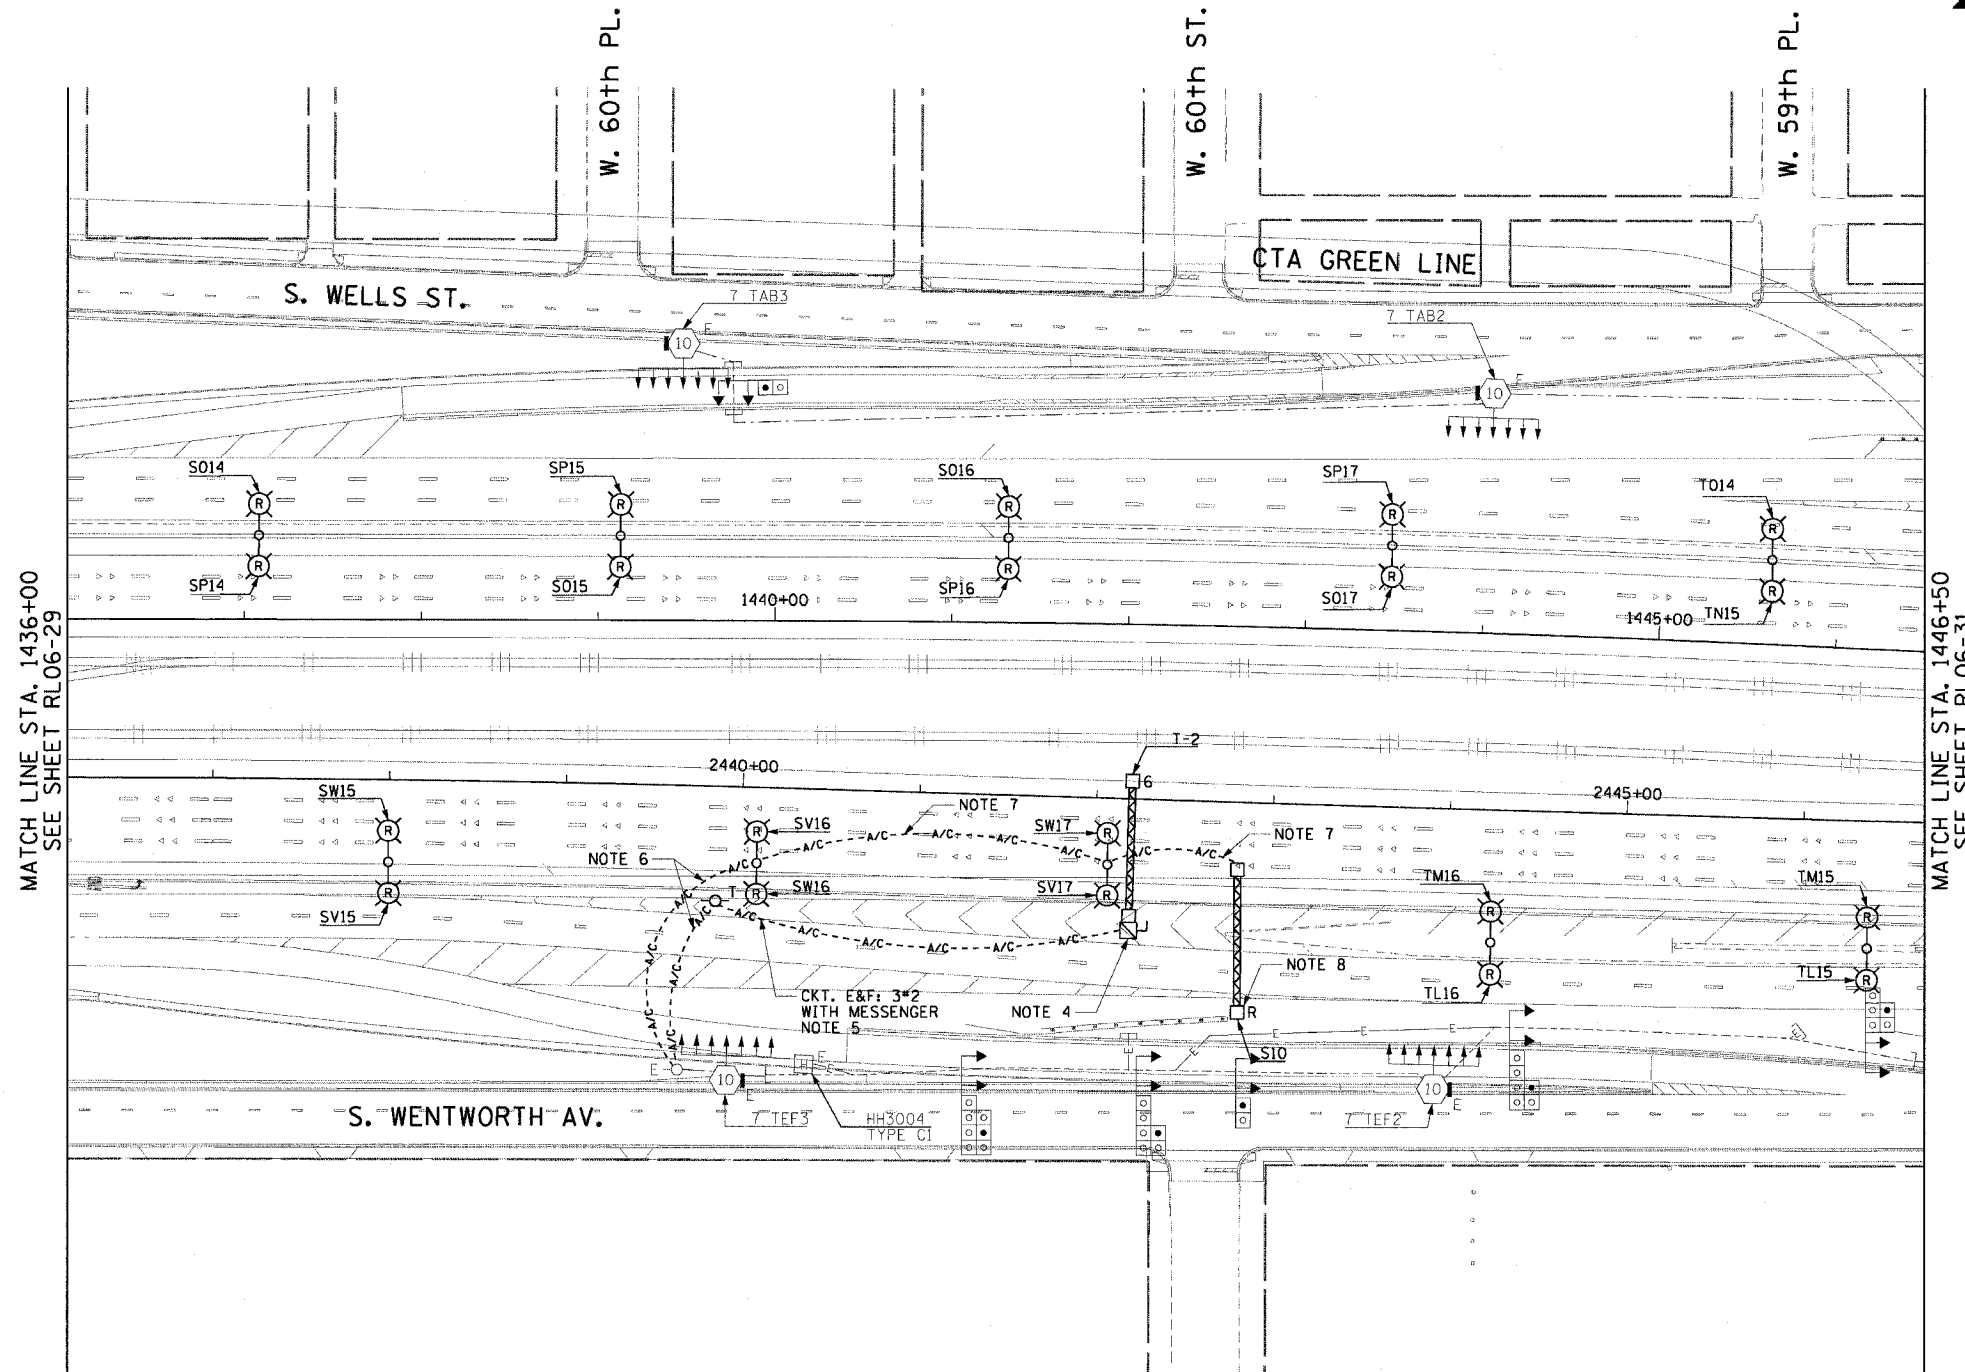 W. 60th PL.
W. 60th ST.
W. 59th PL.
CTA GREEN LINE
S. WELLS ST.
7 TAB3
7 TAB2
10
E
10
E
SO14
SP15
SO16
SP17
TO14
R
R
R
R
R
R
R
R
R
R
SP14
SO15
SP16
SO17
TN15
1440+00
1445+00
MATCH LINE STA. 1436+00
SEE SHEET RL06-29
MATCH LINE STA. 1446+50
SEE SHEET RL06-31
T-2
G
2440+00
2445+00
SW15
SV16
NOTE 7
SW17
NOTE 7
NOTE 6
R
R
R
A/C
A/C
A/C
A/C
A/C
A/C
A/C
A/C
SV15
R
T
R
SW16
SV17
R
TM16
R
TM15
R
A/C
A/C
A/C
A/C
A/C
A/C
A/C
A/C
A/C
A/C
A/C
J
NOTE 8
TL16
R
TL15
R
CKT. E&F: 3#2
WITH MESSENGER
NOTE 5
NOTE 4
R
S10
E
E
E
E
E
E
E
E
H
10
E
10
E
S. WENTWORTH AV.
7 TEF3
HH3004
TYPE C1
7 TEF2